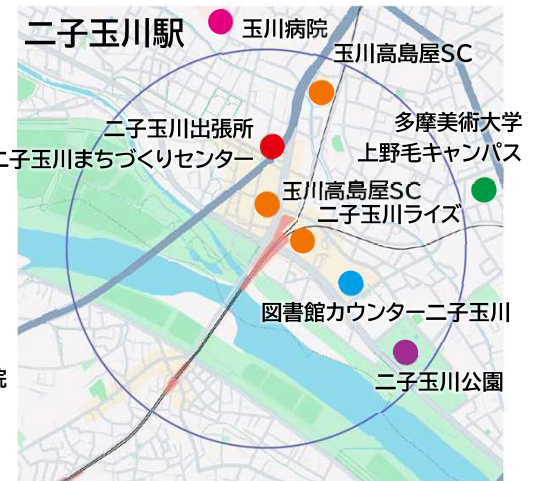 二子玉川駅
玉川病院
玉川高島屋SC
多摩美術大学
上野毛キャンパス
二子玉川出張所
二子玉川まちづくりセンター
玉川高島屋SC
二子玉川ライズ
図書館カウンター二子玉川
院
二子玉川公園